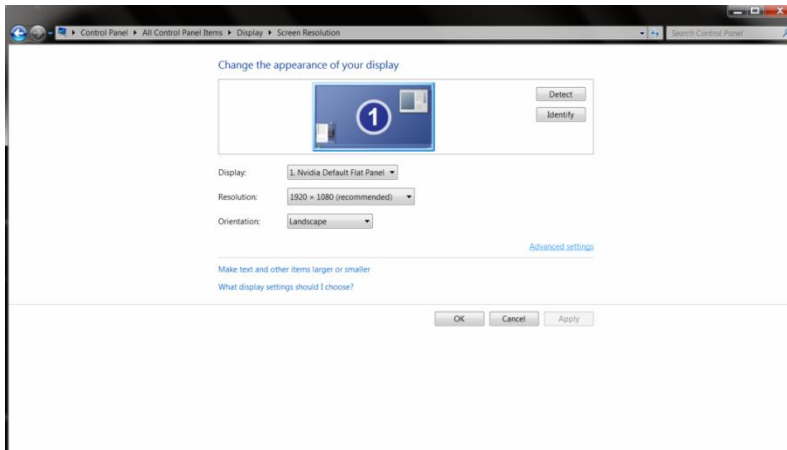 Control Panel ▸ All Control Panel Items ▸ Display ▸ Screen Resolution
Search Control Panel
Change the appearance of your display
1
Detect
Identify
Display: 1. Nvidia Default Flat Panel
Resolution: 1920 × 1080 (recommended)
Orientation: Landscape
Advanced settings
Make text and other items larger or smaller
What display settings should I choose?
OK Cancel Apply